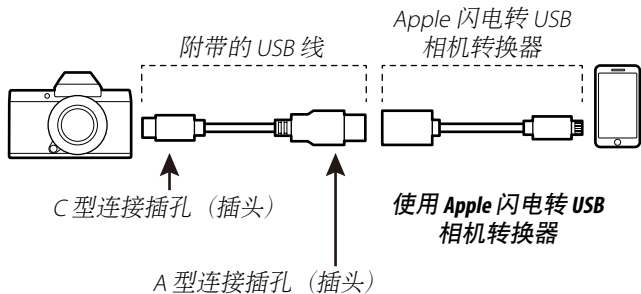 附带的 USB 线
Apple 闪电转 USB
相机转换器
C 型连接插孔（插头）
使用 Apple 闪电转 USB
相机转换器
A 型连接插孔（插头）